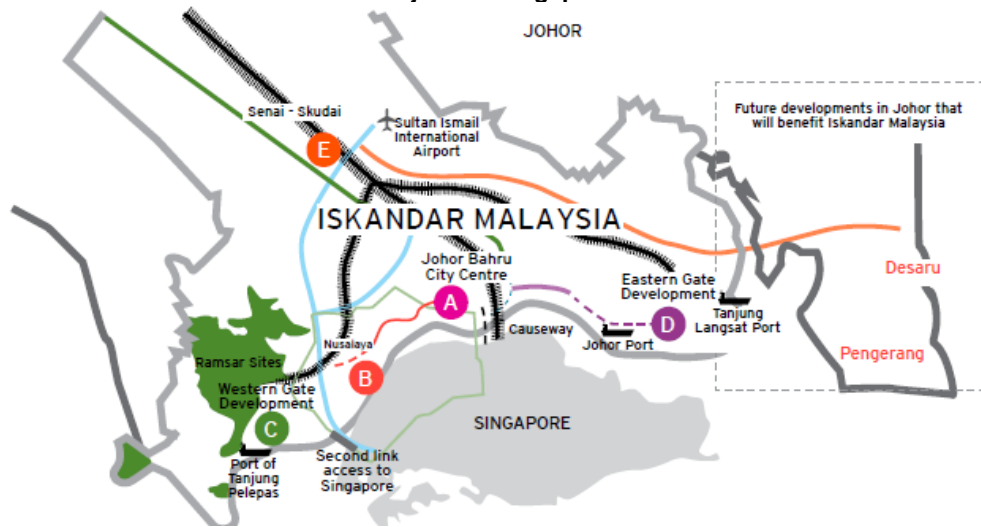 JOHOR
Senai - Skudai
Sultan Ismail
International
Airport
E
Future developments in Johor that
will benefit Iskandar Malaysia
ISKANDAR MALAYSIA
Johor Bahru
City Centre
A
Eastern Gate
Development
D
Desaru
Tanjung
Langsat Port
Causeway
Johor Port
Nusalaya
B
Pengerang
Ramsar Sites
Western Gate
Development
C
SINGAPORE
Port of
Tanjung
Pelepas
Second link
access to
Singapore